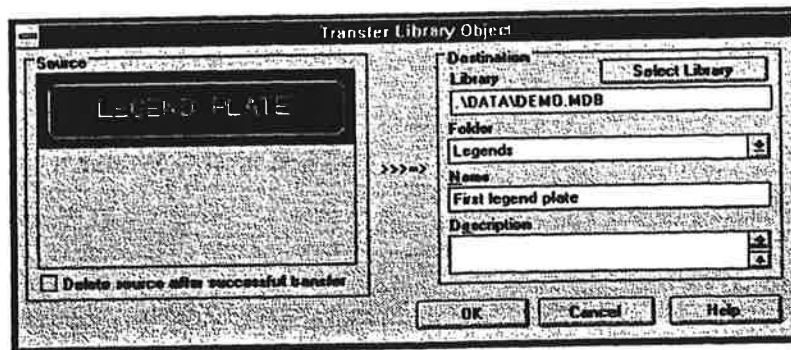 Transfer Library Object
Source
LEGEND PLATE
Delete source after successful transfer
>>>=>
Destination
Library
Select Library
.\DATA\DEMO.MDB
Folder
Legends
Name
First legend plate
Description
OK
Cancel
Help